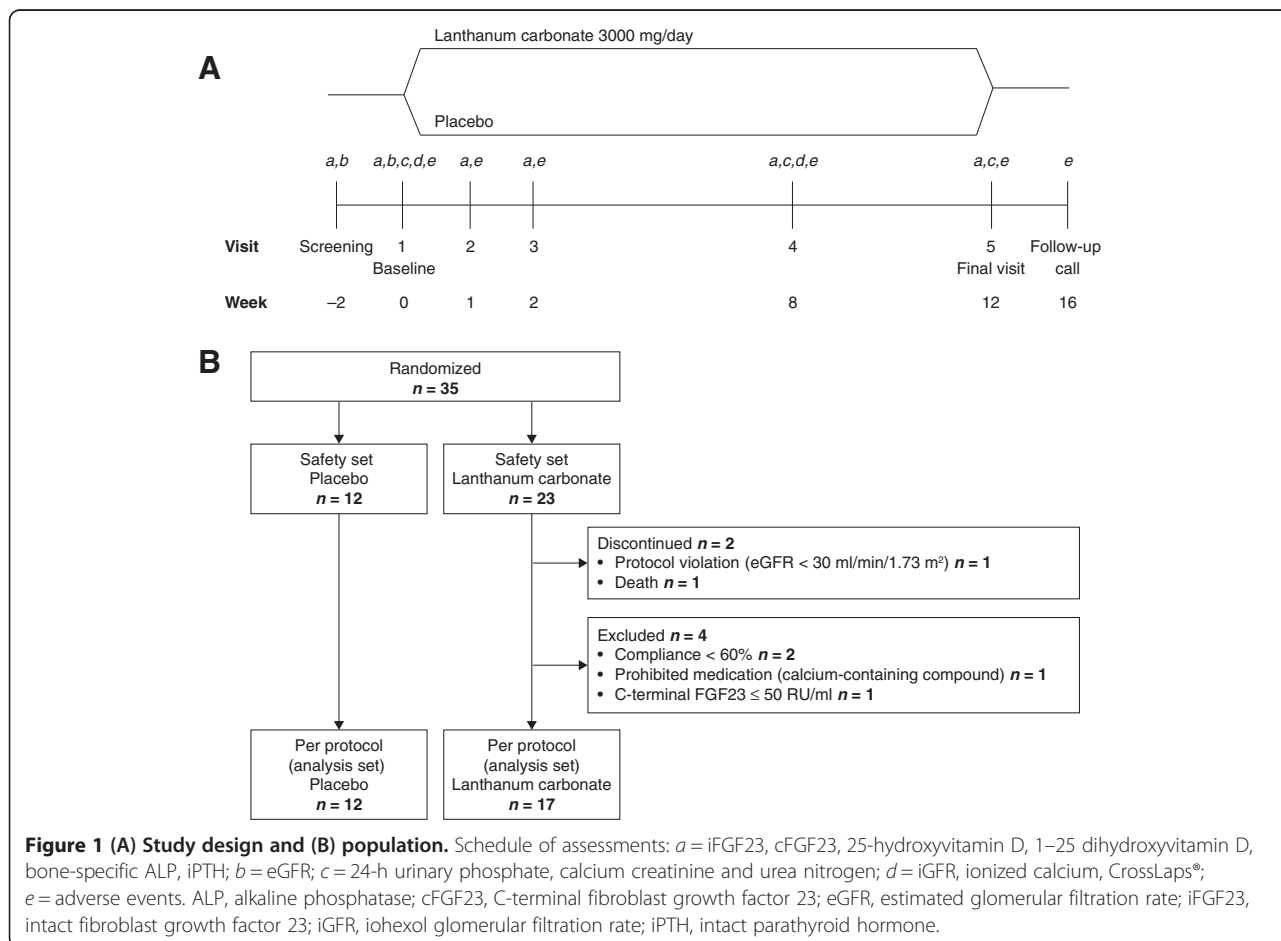 A
Lanthanum carbonate 3000 mg/day
Placebo
a,b a,b,c,d,e a,e a,e a,c,d,e a,c,e e
Visit Screening 1 2 3 4 5 Follow-up
Baseline Final visit call
Week –2 0 1 2 8 12 16
B
Randomized
n = 35
Safety set
Placebo
n = 12
Safety set
Lanthanum carbonate
n = 23
Discontinued n = 2
• Protocol violation (eGFR < 30 ml/min/1.73 m²) n = 1
• Death n = 1
Excluded n = 4
• Compliance < 60% n = 2
• Prohibited medication (calcium-containing compound) n = 1
• C-terminal FGF23 ≤ 50 RU/ml n = 1
Per protocol
(analysis set)
Placebo
n = 12
Per protocol
(analysis set)
Lanthanum carbonate
n = 17
Figure 1 (A) Study design and (B) population. Schedule of assessments: a = iFGF23, cFGF23, 25-hydroxyvitamin D, 1–25 dihydroxyvitamin D,
bone-specific ALP, iPTH; b = eGFR; c = 24-h urinary phosphate, calcium creatinine and urea nitrogen; d = iGFR, ionized calcium, CrossLaps®;
e = adverse events. ALP, alkaline phosphatase; cFGF23, C-terminal fibroblast growth factor 23; eGFR, estimated glomerular filtration rate; iFGF23,
intact fibroblast growth factor 23; iGFR, iohexol glomerular filtration rate; iPTH, intact parathyroid hormone.